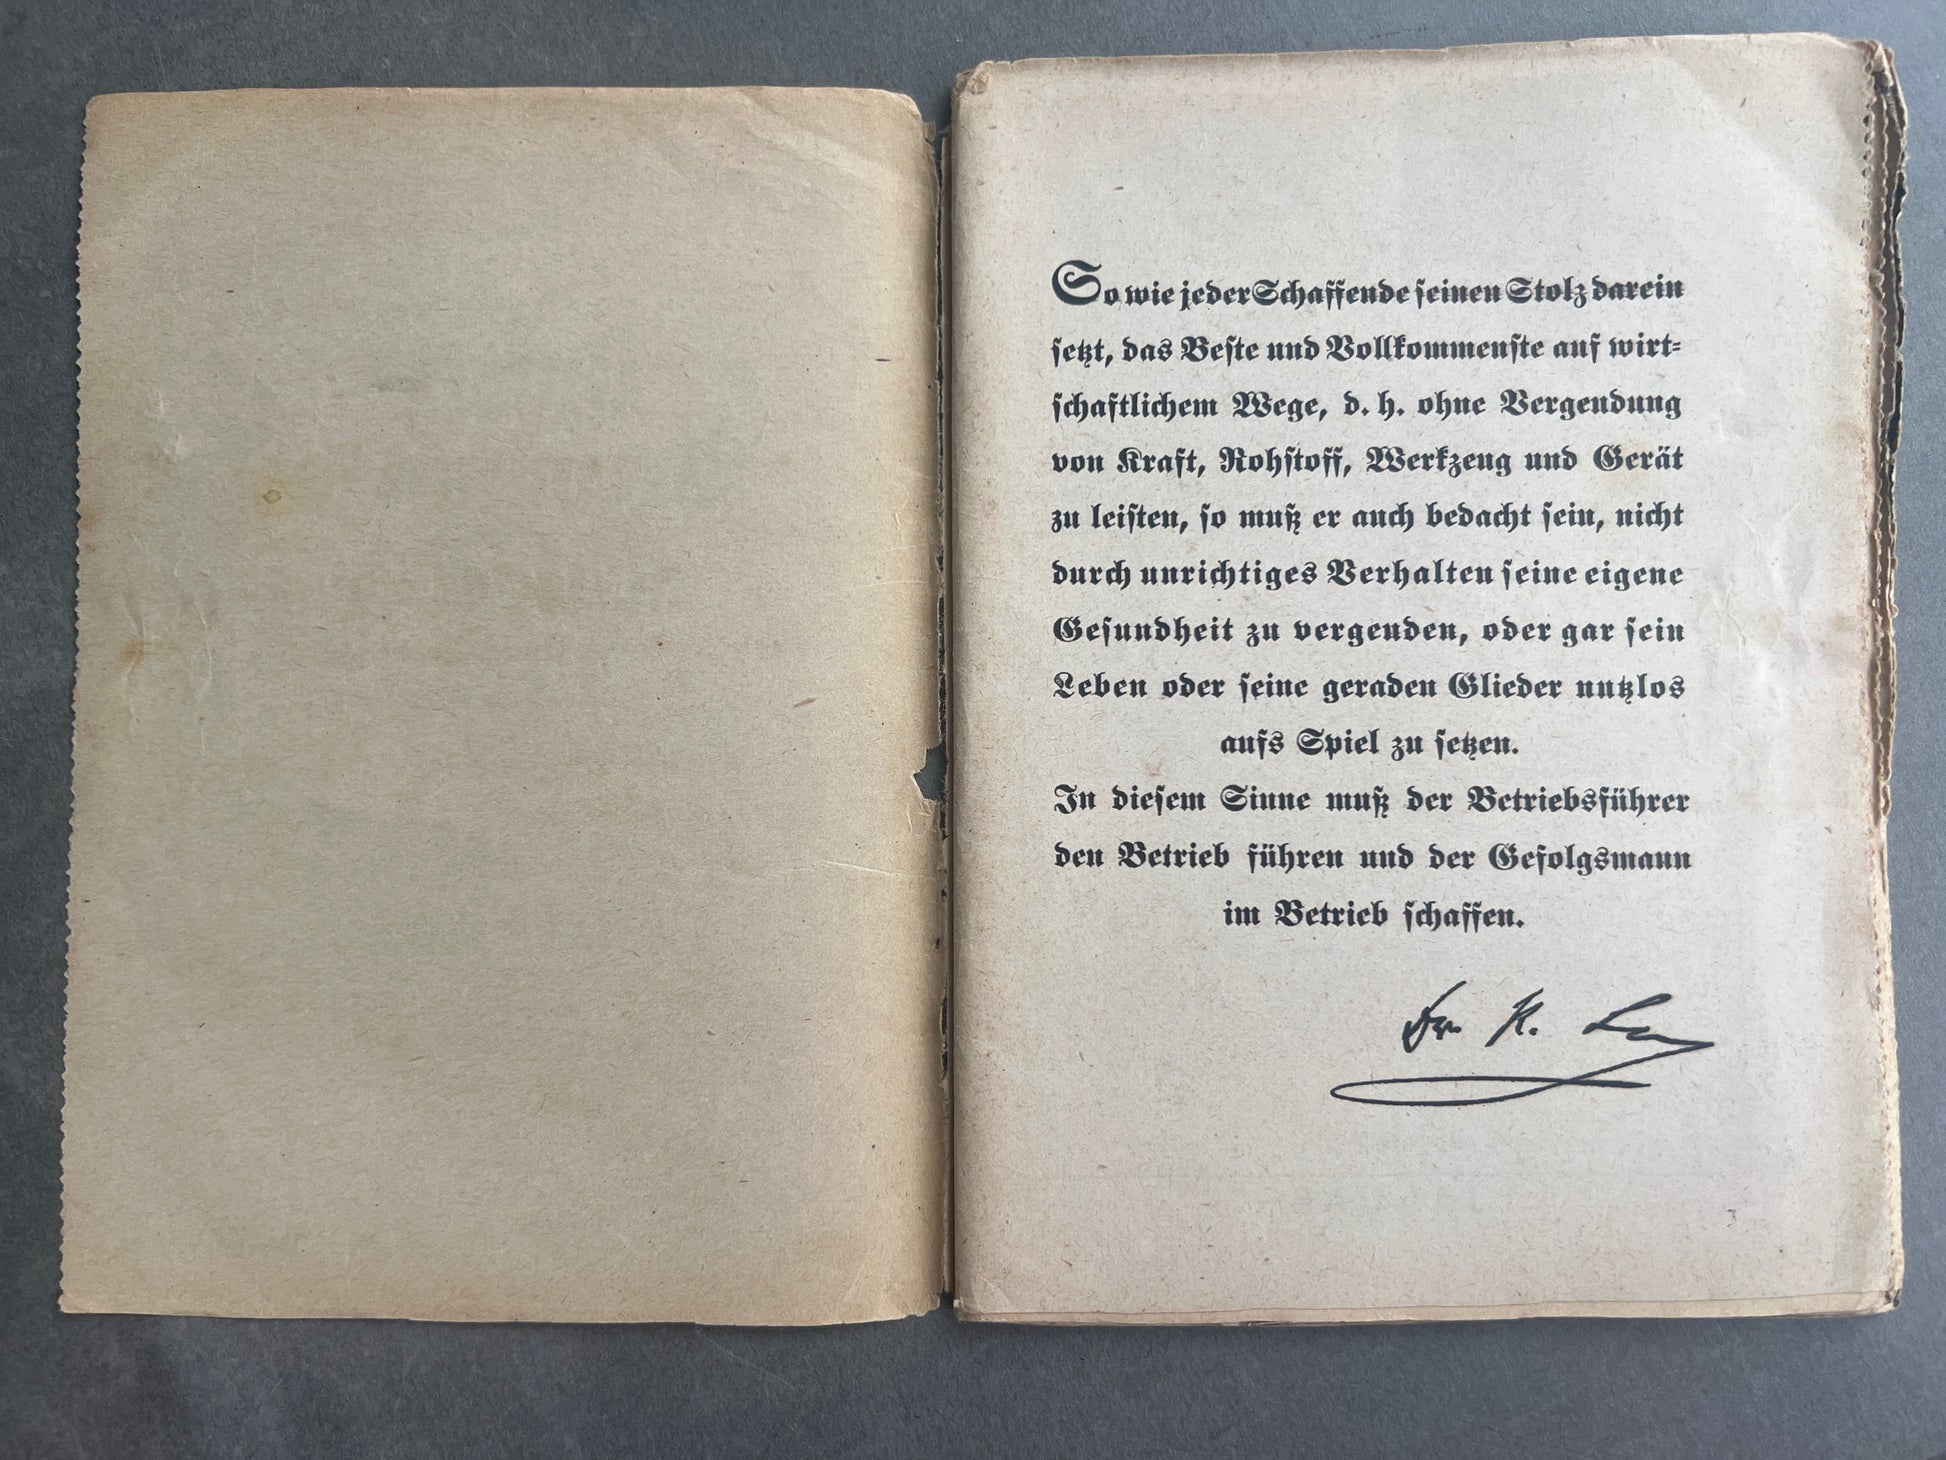 So wie jeder Schaffende seinen Stolz darein
setzt, das Beste und Vollkommenste auf wirt-
schaftlichem Wege, d. h. ohne Vergendung
von Kraft, Rohstoff, Werkzeug und Gerät
zu leisten, so muß er auch bedacht sein, nicht
durch unrichtiges Verhalten seine eigene
Gesundheit zu vergeuden, oder gar sein
Leben oder seine geraden Glieder nutzlos
aufs Spiel zu setzen.
In diesem Sinne muß der Betriebsführer
den Betrieb führen und der Gefolgsmann
im Betrieb schaffen.
Dr. R. Ley